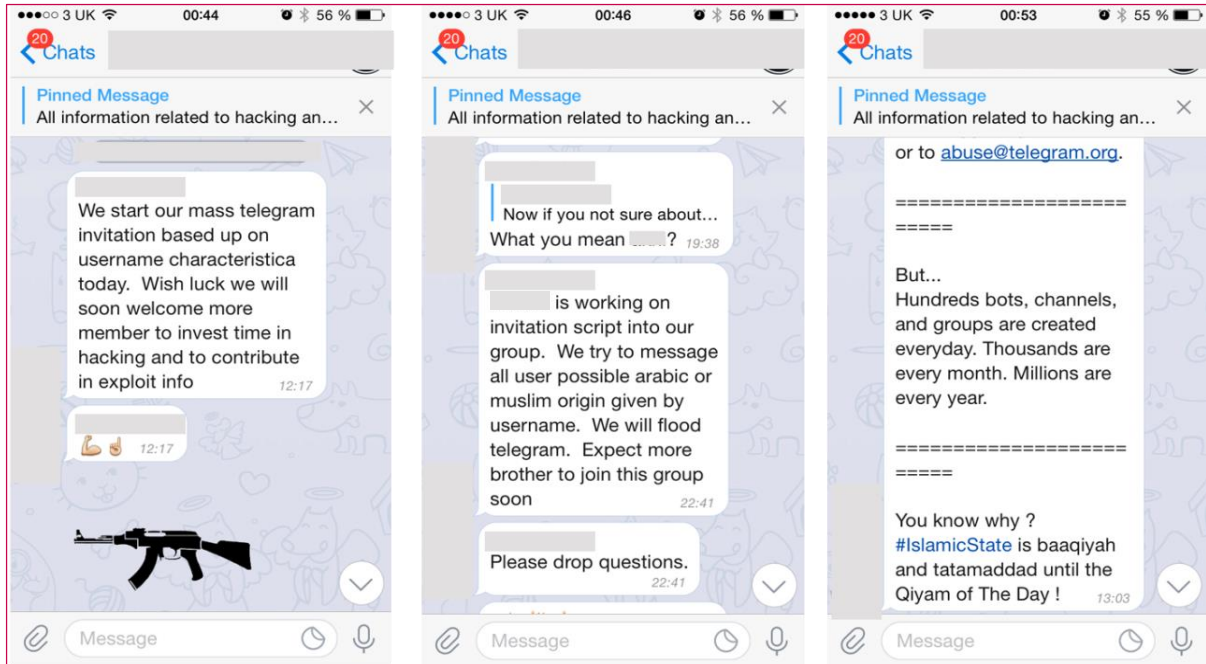 3 UK 00:44 56 %
20
Chats
Pinned Message
All information related to hacking an...
We start our mass telegram
invitation based up on
username characteristica
today. Wish luck we will
soon welcome more
member to invest time in
hacking and to contribute
in exploit info 12:17
12:17
Message
3 UK 00:46 56 %
20
Chats
Pinned Message
All information related to hacking an...
Now if you not sure about...
What you mean ? 19:38
is working on
invitation script into our
group. We try to message
all user possible arabic or
muslim origin given by
username. We will flood
telegram. Expect more
brother to join this group
soon 22:41
Please drop questions.
22:41
Message
3 UK 00:53 55 %
20
Chats
Pinned Message
All information related to hacking an...
or to abuse@telegram.org.
====================
=====
But...
Hundreds bots, channels,
and groups are created
everyday. Thousands are
every month. Millions are
every year.
====================
=====
You know why ?
#IslamicState is baaqiyah
and tatamaddad until the
Qiyam of The Day ! 13:03
Message